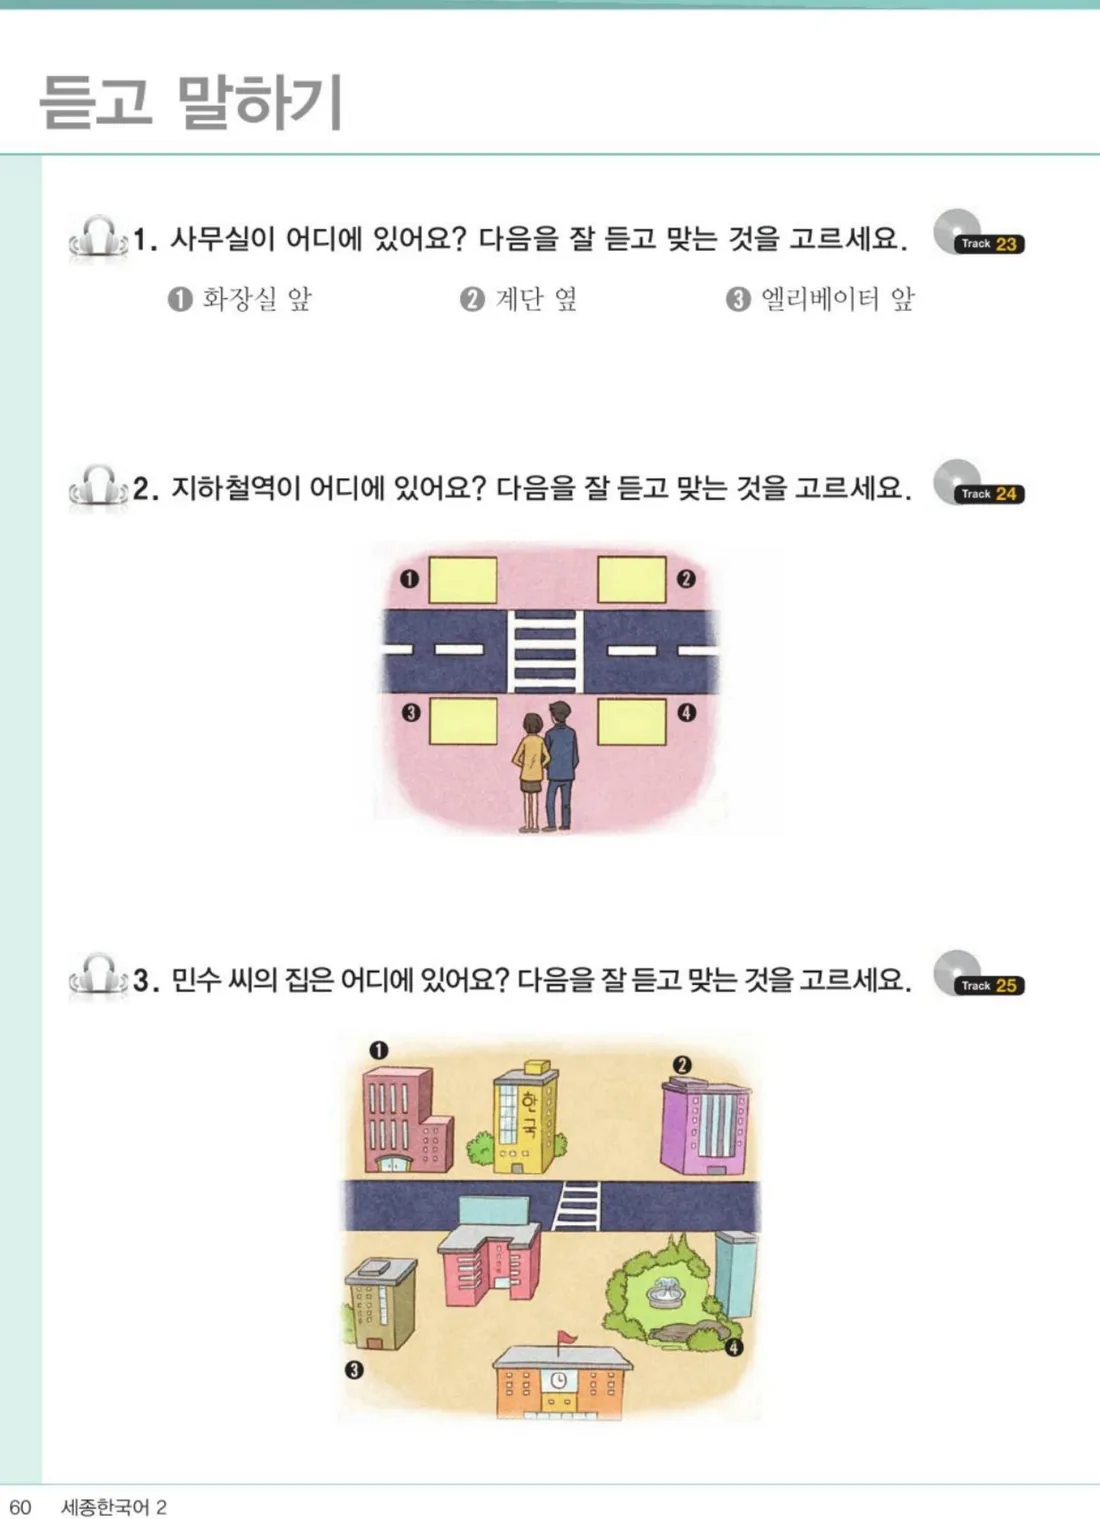 듣고 말하기
1. 사무실이 어디에 있어요? 다음을 잘 듣고 맞는 것을 고르세요. Track 23
❶ 화장실 앞 ❷ 계단 옆 ❸ 엘리베이터 앞
2. 지하철역이 어디에 있어요? 다음을 잘 듣고 맞는 것을 고르세요. Track 24
❶ ❷
❸ ❹
3. 민수 씨의 집은 어디에 있어요? 다음을 잘 듣고 맞는 것을 고르세요. Track 25
❶ ❷
한국
❹
❸
60 세종한국어 2